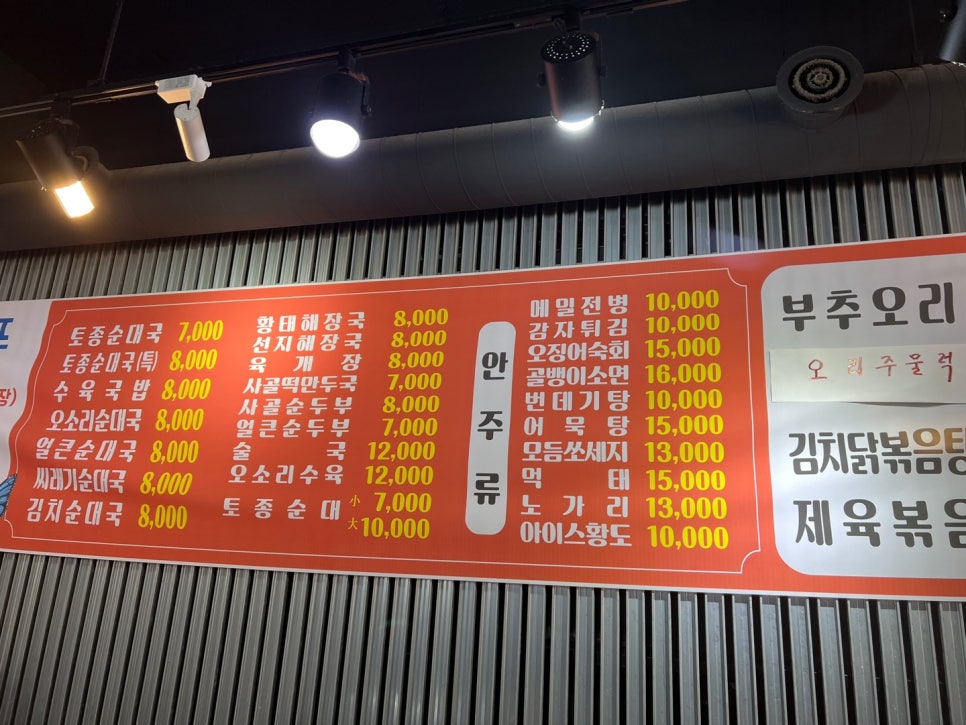 토종순대국 7,000
토종순대국(특) 8,000
수육국밥 8,000
오소리순대국 8,000
얼큰순대국 8,000
씨래기순대국 8,000
김치순대국 8,000
황태해장국 8,000
선지해장국 8,000
육개장 8,000
사골떡만두국 7,000
사골순두부 8,000
얼큰순두부 7,000
술국 12,000
오소리수육 12,000
토종순대 小 7,000
大 10,000
안주류
메밀전병 10,000
감자튀김 10,000
오징어숙회 15,000
골뱅이소면 16,000
번데기탕 10,000
어묵탕 15,000
모듬쏘세지 13,000
먹태 15,000
노가리 13,000
아이스황도 10,000
부추오리
오리주물럭
김치닭볶음탕
제육볶음